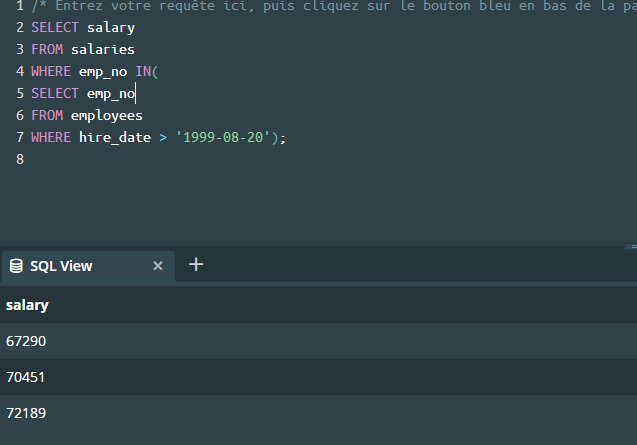 1 /* Entrez votre requête ici, puis cliquez sur le bouton bleu en bas de la
2 SELECT salary
3 FROM salaries
4 WHERE emp_no IN(
5 SELECT emp_no
6 FROM employees
7 WHERE hire_date > '1999-08-20');
8
SQL View × +
salary
67290
70451
72189